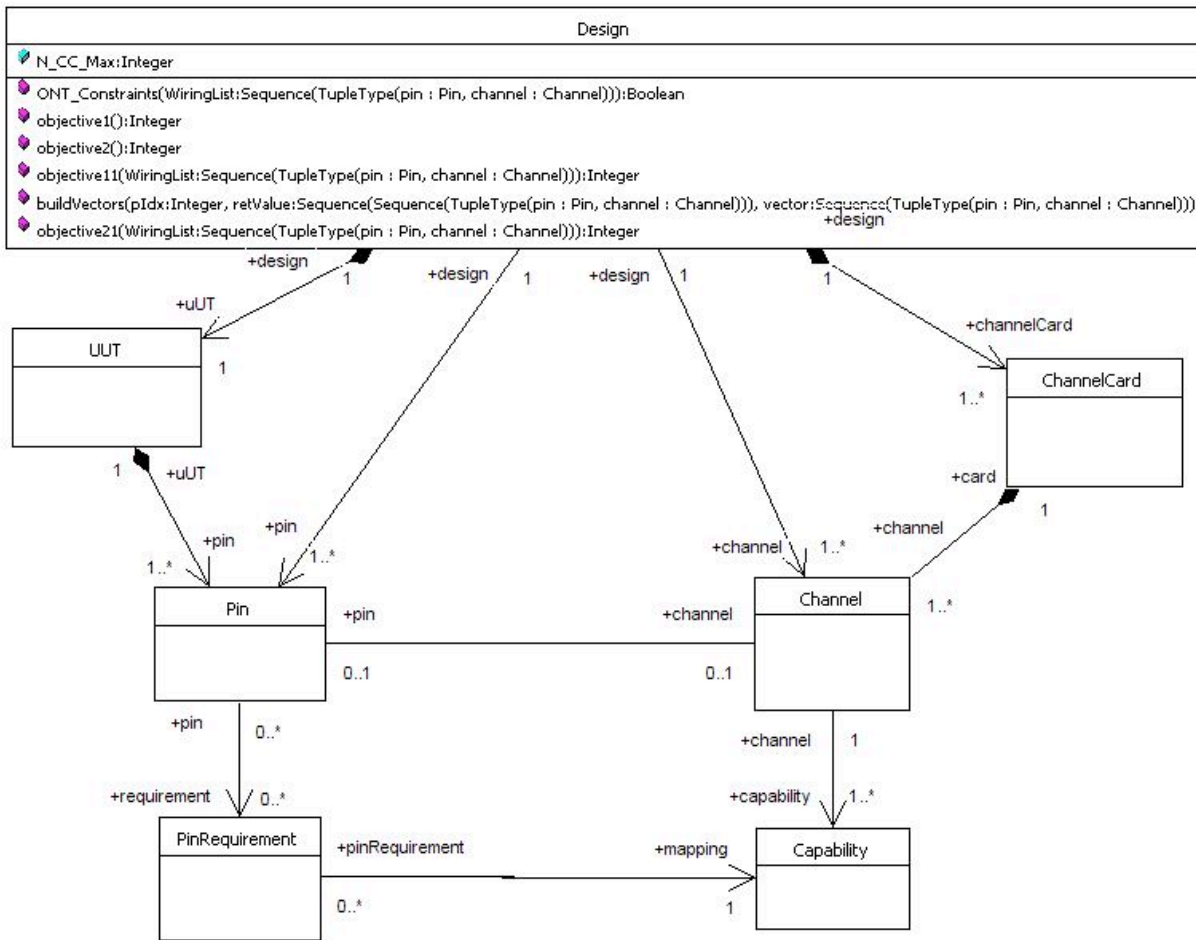 Design
N_CC_Max:Integer
ONT_Constraints(WiringList:Sequence(TupleType(pin : Pin, channel : Channel))):Boolean
objective1():Integer
objective2():Integer
objective11(WiringList:Sequence(TupleType(pin : Pin, channel : Channel))):Integer
buildVectors(pIdx:Integer, retValue:Sequence(Sequence(TupleType(pin : Pin, channel : Channel))), vector:Sequence(TupleType(pin : Pin, channel : Channel)))
+design
objective21(WiringList:Sequence(TupleType(pin : Pin, channel : Channel))):Integer
+design
1
+design
1
+design
1
1
+uUT
1
UUT
+channelCard
1..*
ChannelCard
1
+uUT
+card
1
+pin
1..*
+pin
1..*
+channel
1..*
+channel
1..*
Pin
Channel
+pin
0..1
+channel
0..1
+pin
0..*
+channel
1
+requirement
0..*
+capability
1..*
PinRequirement
Capability
+pinRequirement
0..*
+mapping
1